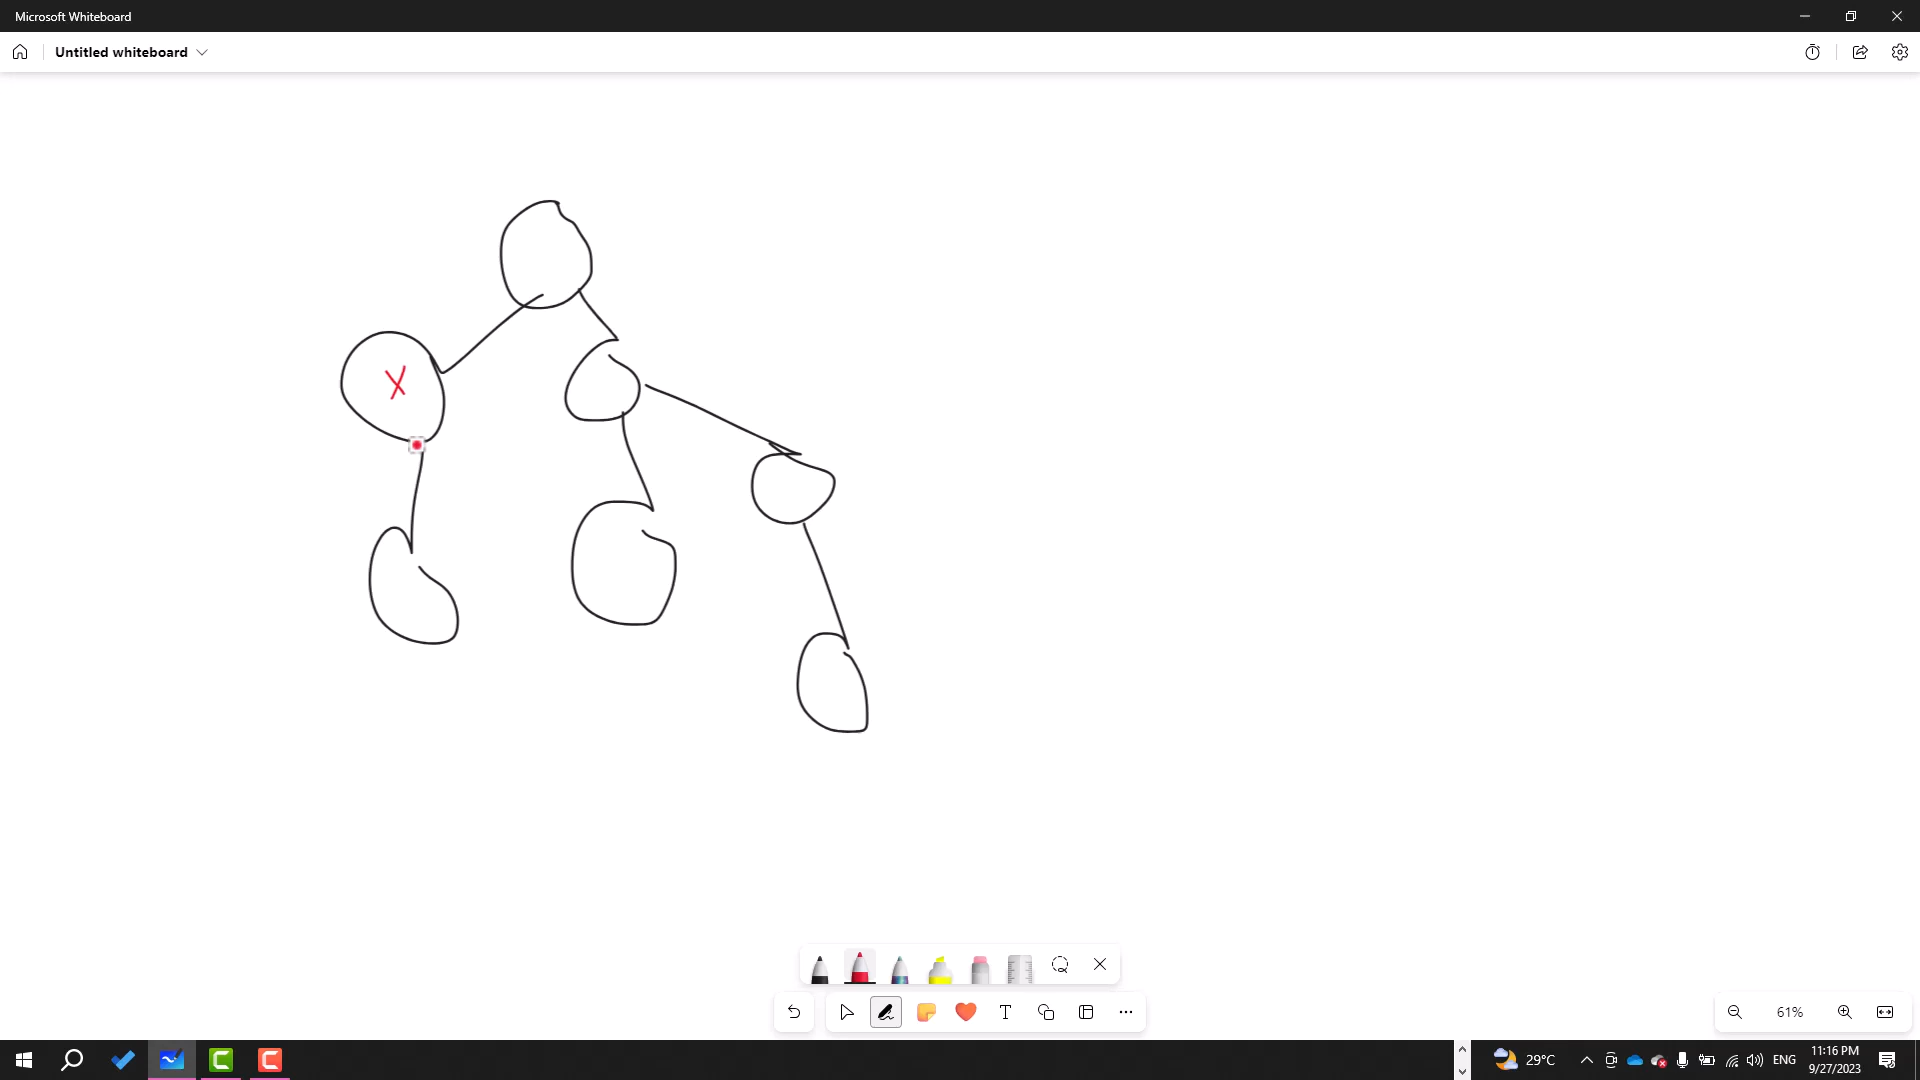 Microsoft Whiteboard
Untitled whiteboard
X
61%
29°C
ENG
11:16 PM
9/27/2023